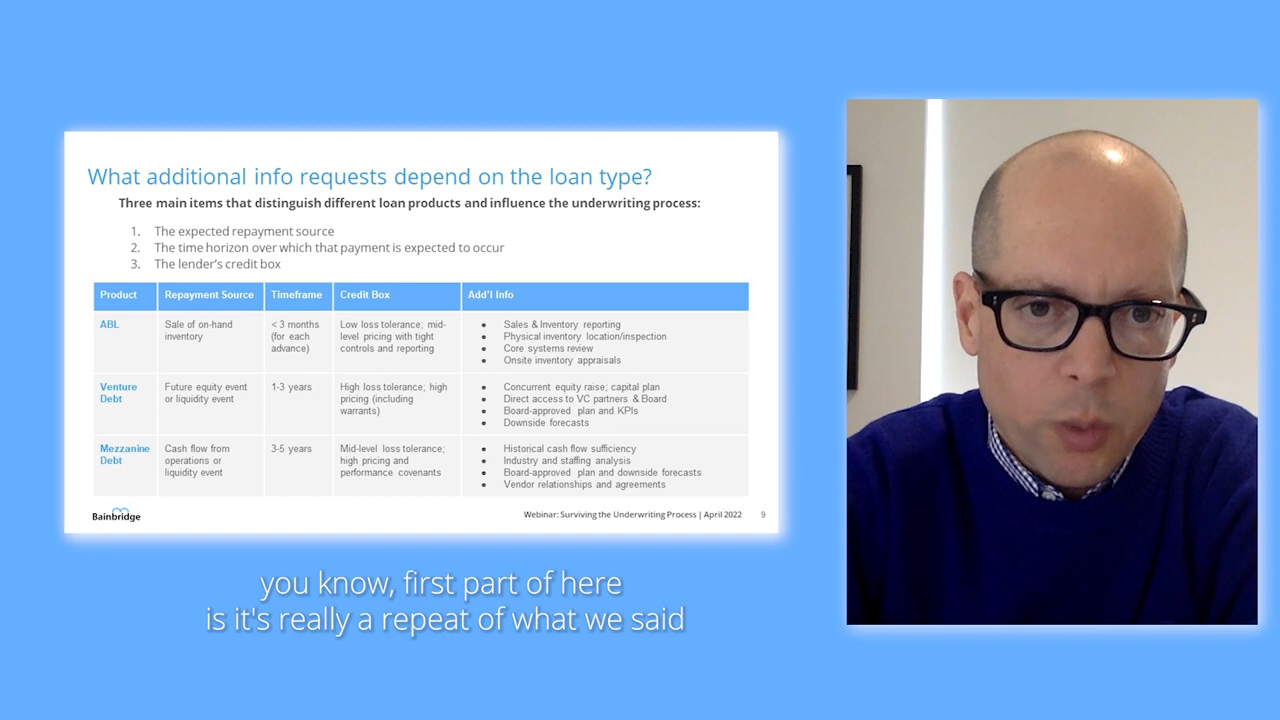 What additional info requests depend on the loan type?
Three main items that distinguish different loan products and influence the underwriting process:
1. The expected repayment source
2. The time horizon over which that payment is expected to occur
3. The lender's credit box
Product Repayment Source Timeframe Credit Box Add'l Info
ABL
Sale of on-hand
inventory
< 3 months
(for each
advance)
Low loss tolerance; mid-
level pricing with tight
controls and reporting
• Sales & Inventory reporting
• Physical inventory location/inspection
• Core systems review
• Onsite inventory appraisals
Venture
Debt
Future equity event
or liquidity event
1-3 years
High loss tolerance; high
pricing (including
warrants)
• Concurrent equity raise; capital plan
• Direct access to VC partners & Board
• Board-approved plan and KPIs
• Downside forecasts
Mezzanine
Debt
Cash flow from
operations or
liquidity event
3-5 years
Mid-level loss tolerance;
high pricing and
performance covenants
• Historical cash flow sufficiency
• Industry and staffing analysis
• Board-approved plan and downside forecasts
• Vendor relationships and agreements
Bainbridge
Webinar: Surviving the Underwriting Process | April 2022 9
you know, first part of here
is it's really a repeat of what we said